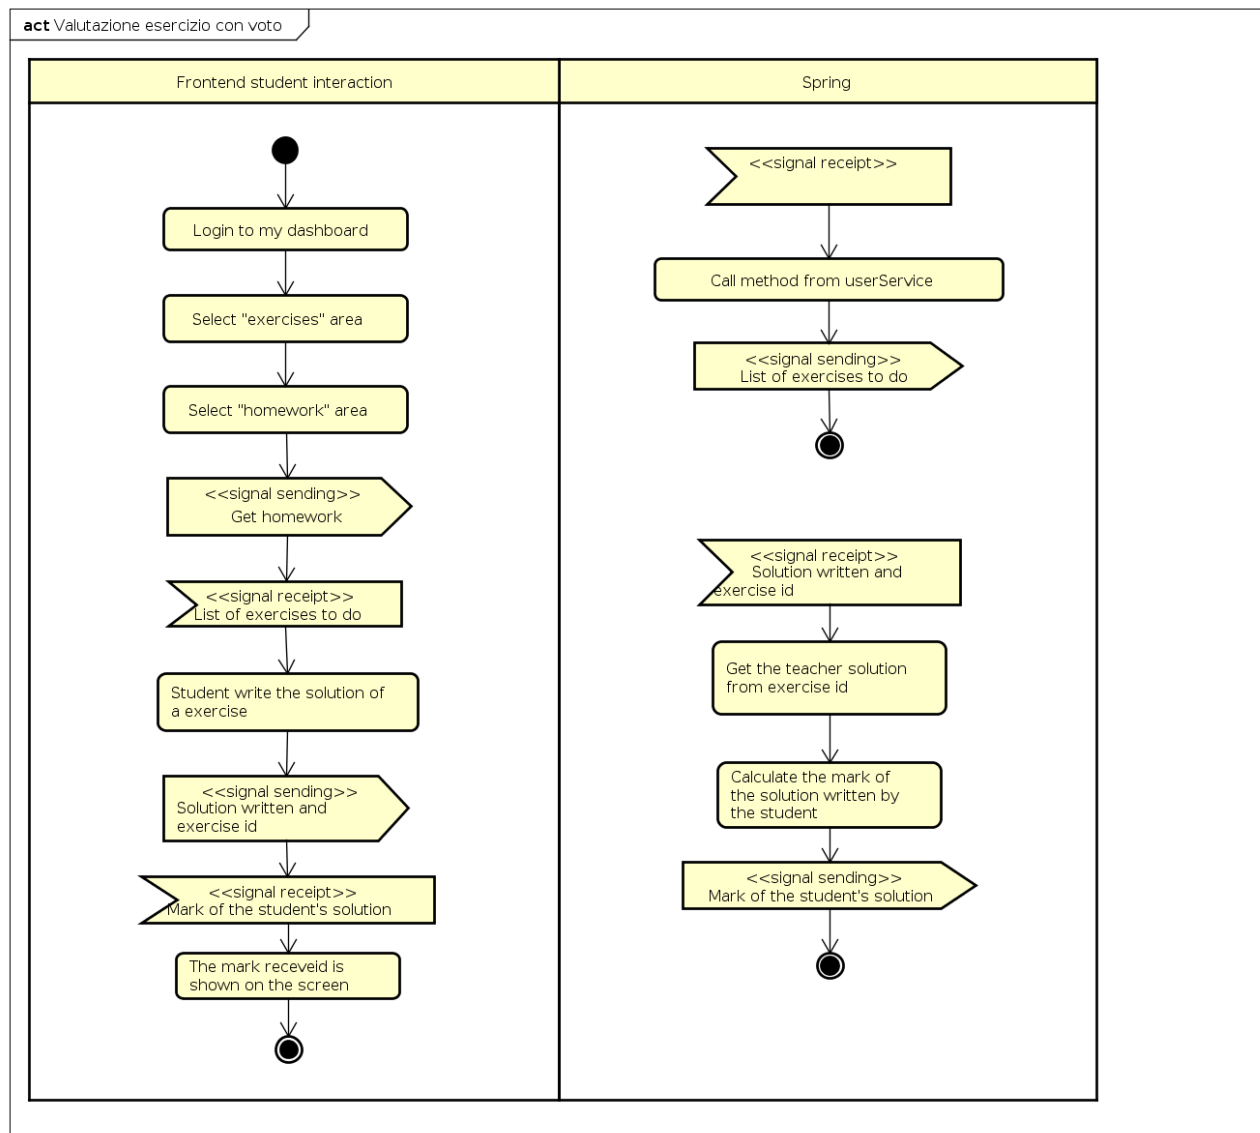 act Valutazione esercizio con voto
Frontend student interaction
Spring
Login to my dashboard
Select "exercises" area
Select "homework" area
<<signal sending>>
Get homework
<<signal receipt>>
List of exercises to do
Student write the solution of
a exercise
<<signal sending>>
Solution written and
exercise id
<<signal receipt>>
Mark of the student's solution
The mark receveid is
shown on the screen
<<signal receipt>>
Call method from userService
<<signal sending>>
List of exercises to do
<<signal receipt>>
Solution written and
exercise id
Get the teacher solution
from exercise id
Calculate the mark of
the solution written by
the student
<<signal sending>>
Mark of the student's solution